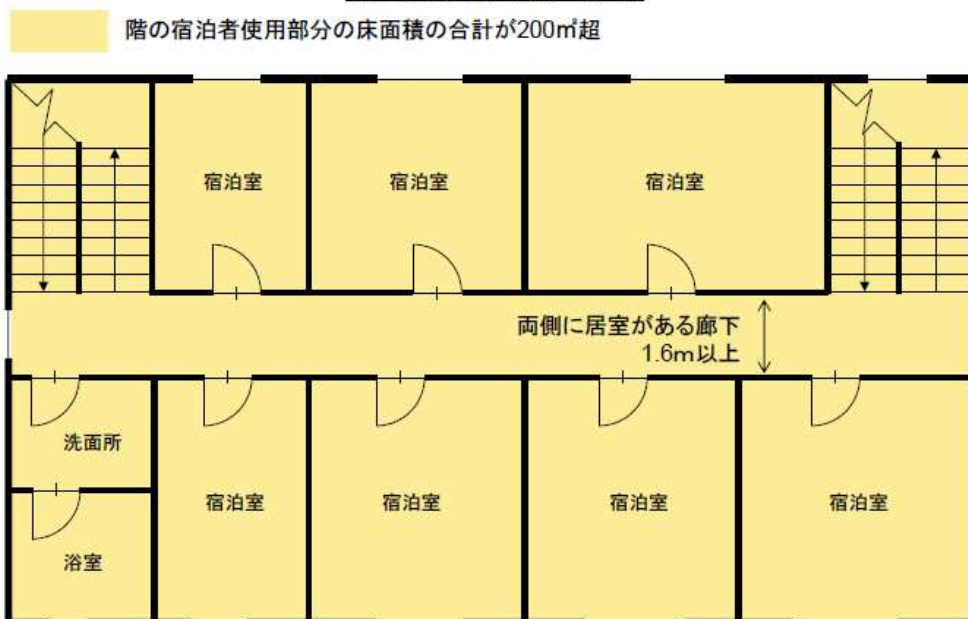 階の宿泊者使用部分の床面積の合計が200㎡超
宿泊室
宿泊室
宿泊室
両側に居室がある廊下
1.6m以上
洗面所
宿泊室
宿泊室
宿泊室
宿泊室
浴室